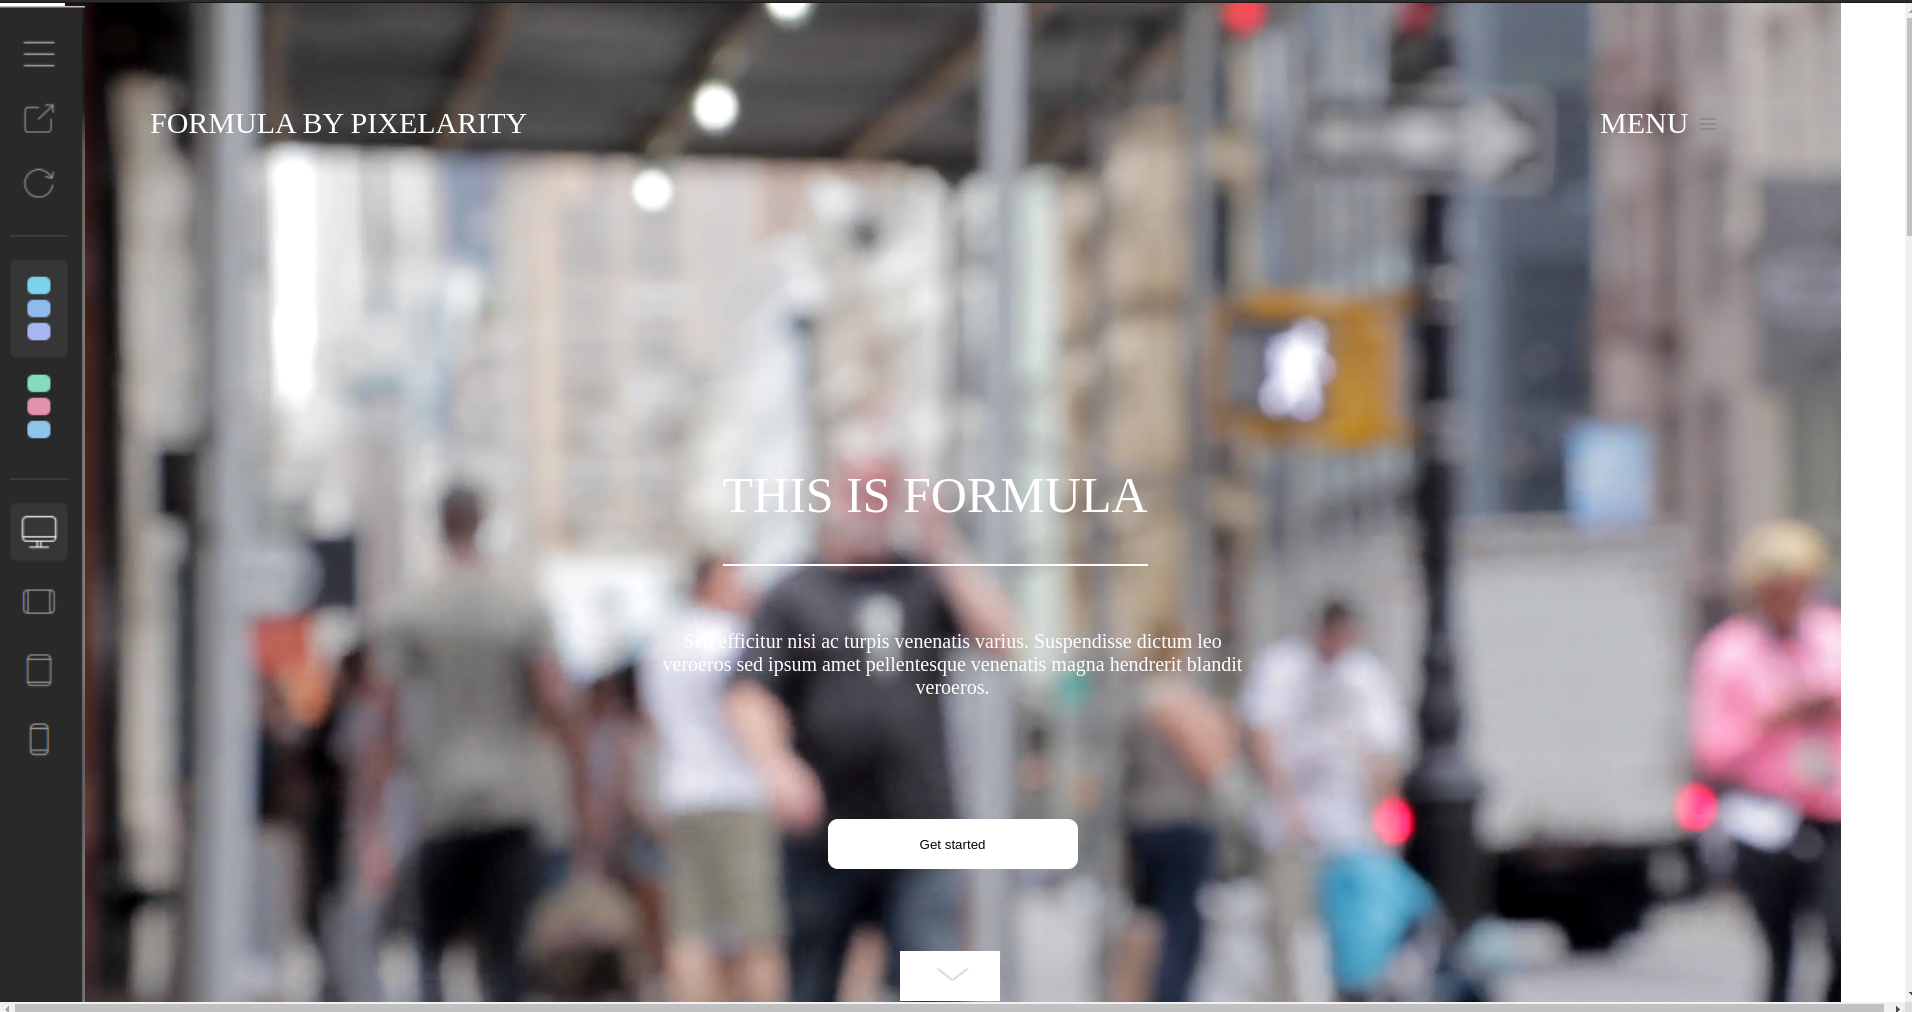 FORMULA BY PIXELARITY
MENU
THIS IS FORMULA
Sed efficitur nisi ac turpis venenatis varius. Suspendisse dictum leo
veroeros sed ipsum amet pellentesque venenatis magna hendrerit blandit
veroeros.
Get started